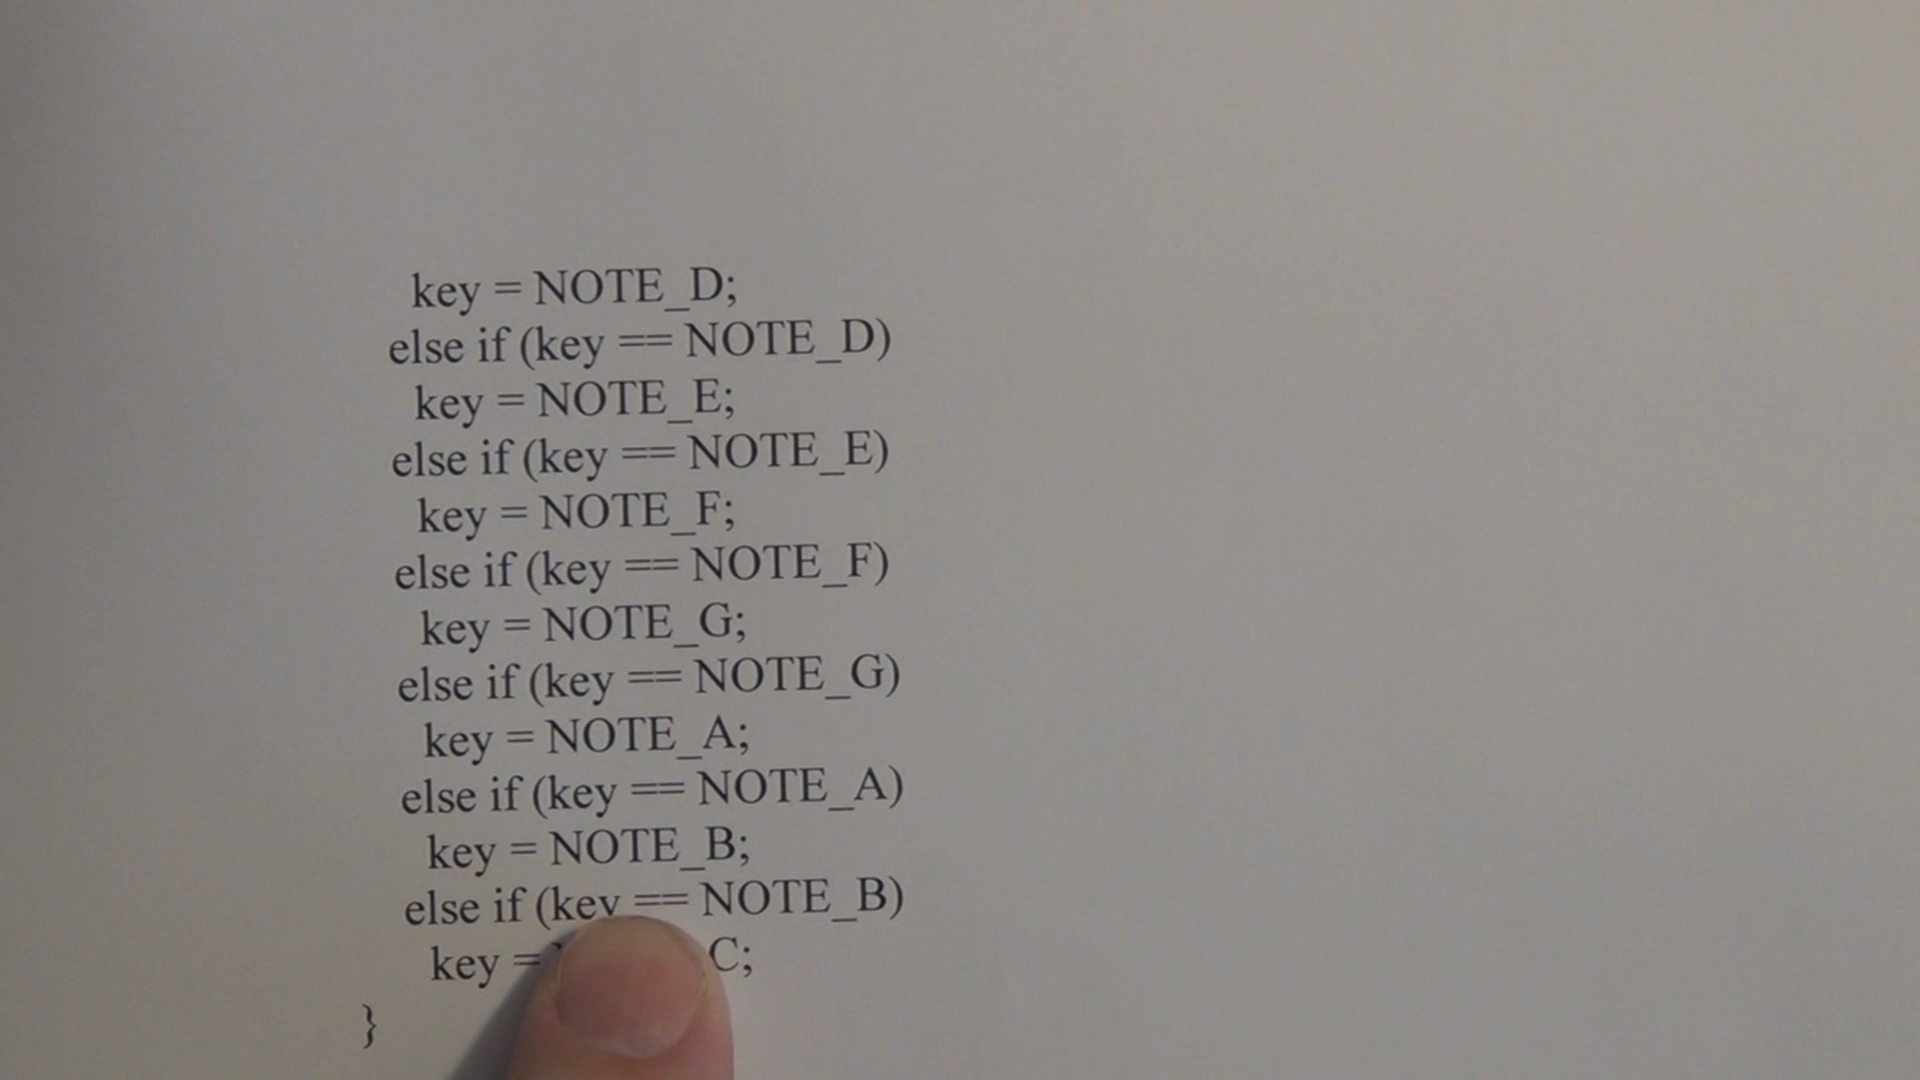 key = NOTE_D;
else if (key == NOTE_D)
key = NOTE_E;
else if (key == NOTE_E)
key = NOTE_F;
else if (key == NOTE_F)
key = NOTE_G;
else if (key == NOTE_G)
key = NOTE_A;
else if (key == NOTE_A)
key = NOTE_B;
else if (key == NOTE_B)
key = C;
}